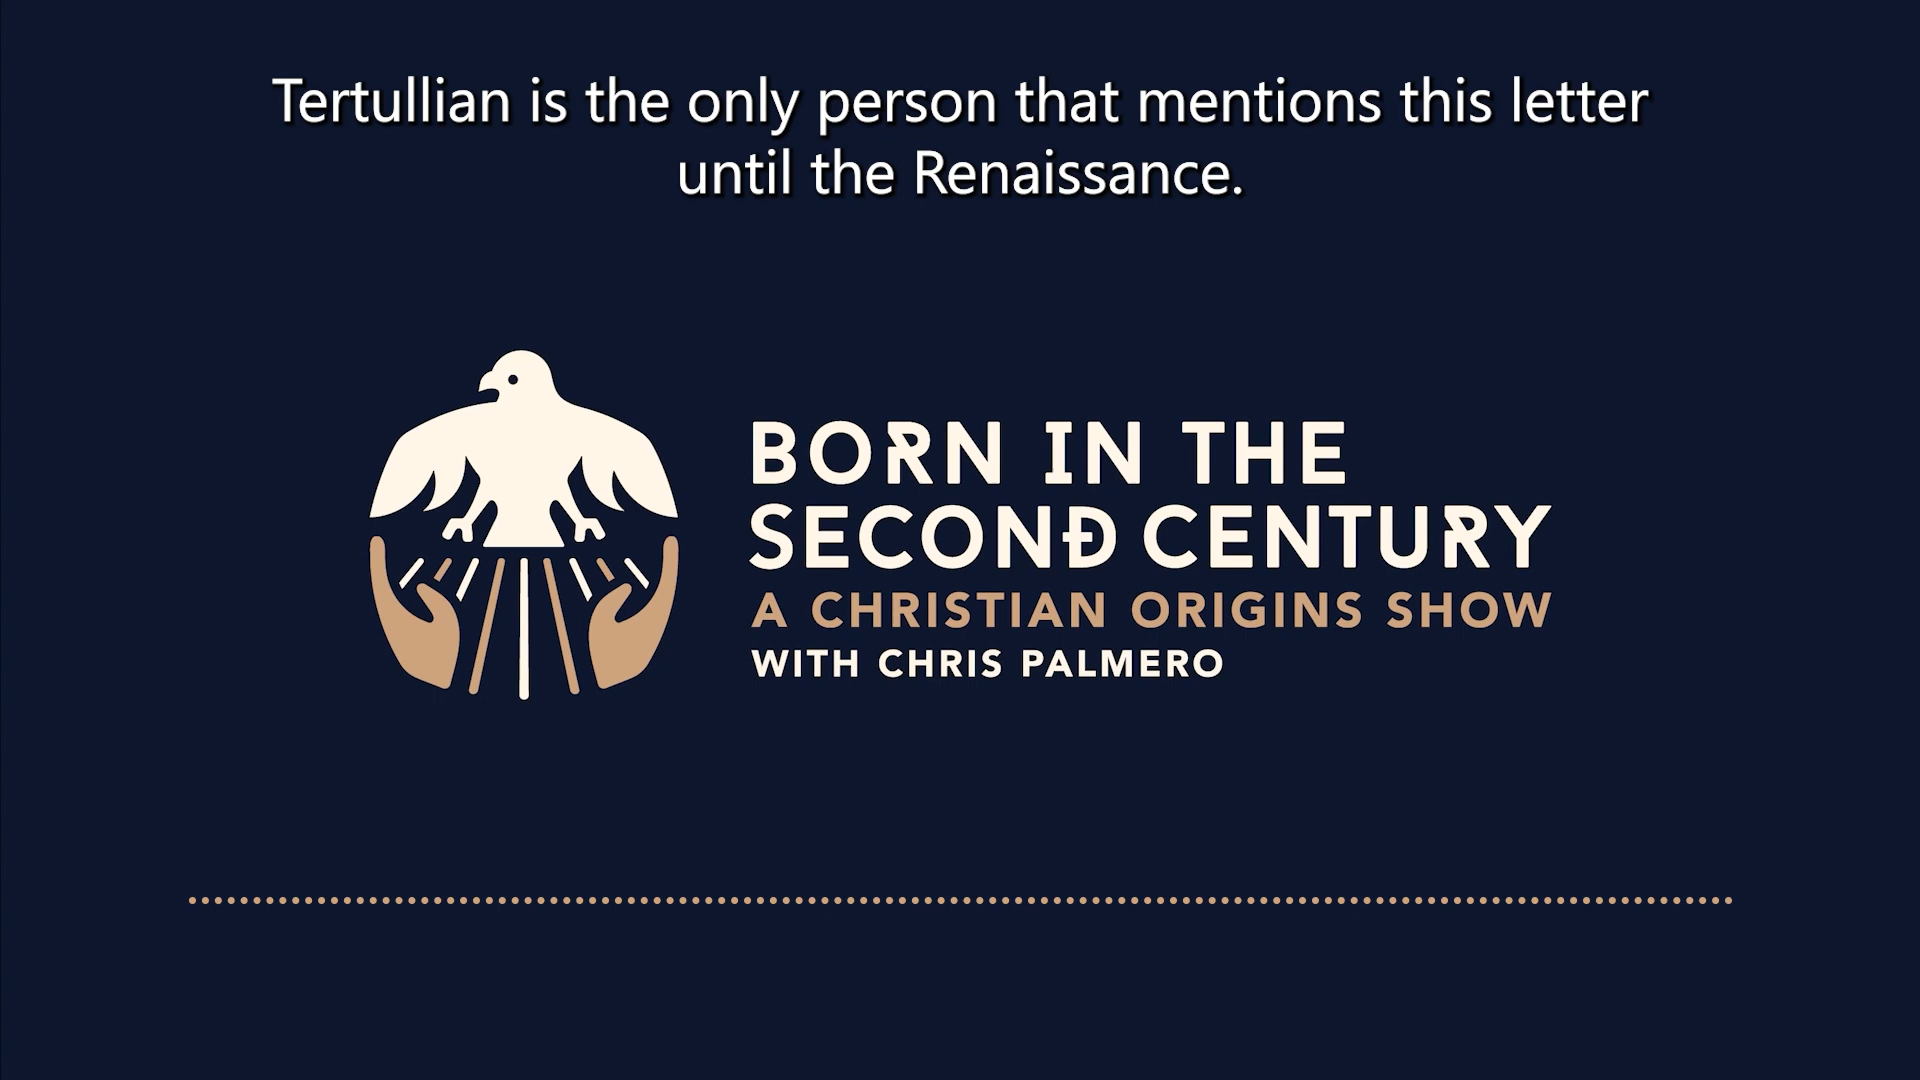 Tertullian is the only person that mentions this letter
until the Renaissance.
BORN IN THE
SECOND CENTURY
A CHRISTIAN ORIGINS SHOW
WITH CHRIS PALMERO